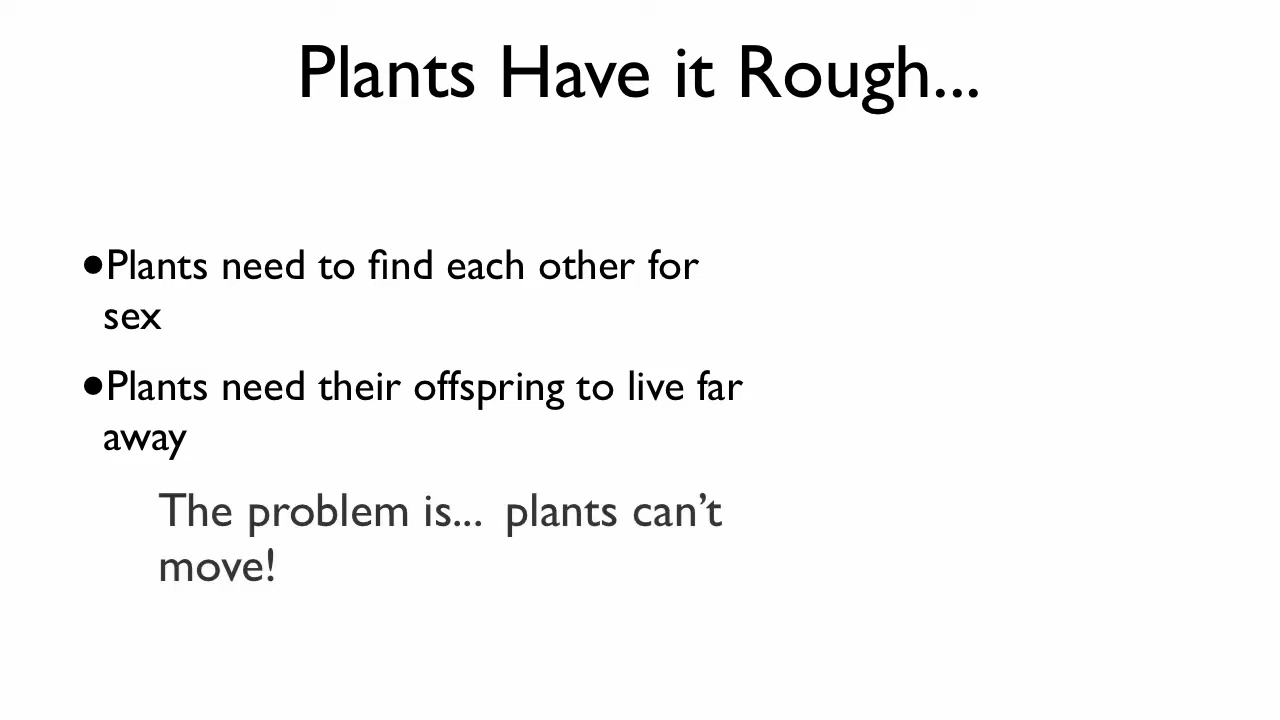 Plants Have it Rough...
•Plants need to find each other for
sex
•Plants need their offspring to live far
away
The problem is... plants can’t
move!